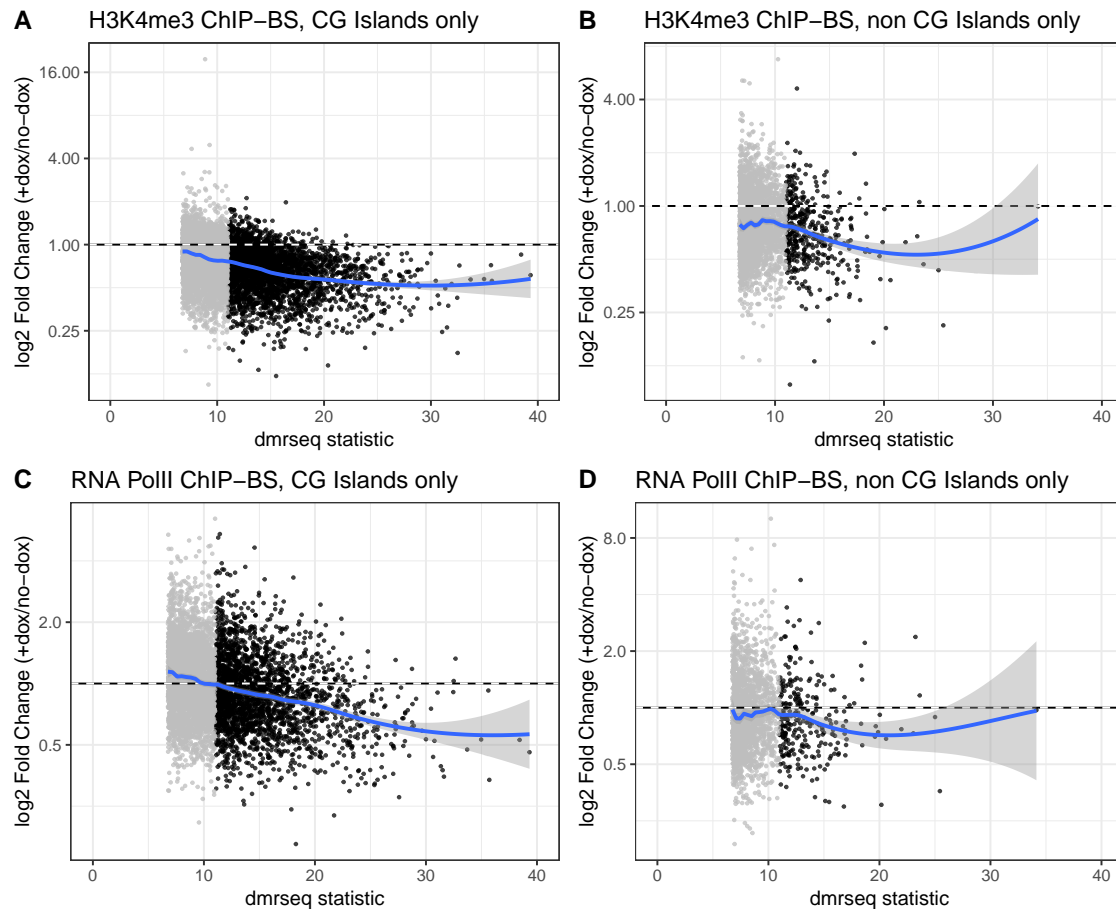 A H3K4me3 ChIP−BS, CG Islands only
log2 Fold Change (+dox/no−dox)
16.00
4.00
1.00
0.25
0 10 20 30 40
dmrseq statistic
B H3K4me3 ChIP−BS, non CG Islands only
log2 Fold Change (+dox/no−dox)
4.00
1.00
0.25
0 10 20 30 40
dmrseq statistic
C RNA PolII ChIP−BS, CG Islands only
log2 Fold Change (+dox/no−dox)
2.0
0.5
0 10 20 30 40
dmrseq statistic
D RNA PolII ChIP−BS, non CG Islands only
log2 Fold Change (+dox/no−dox)
8.0
2.0
0.5
0 10 20 30 40
dmrseq statistic